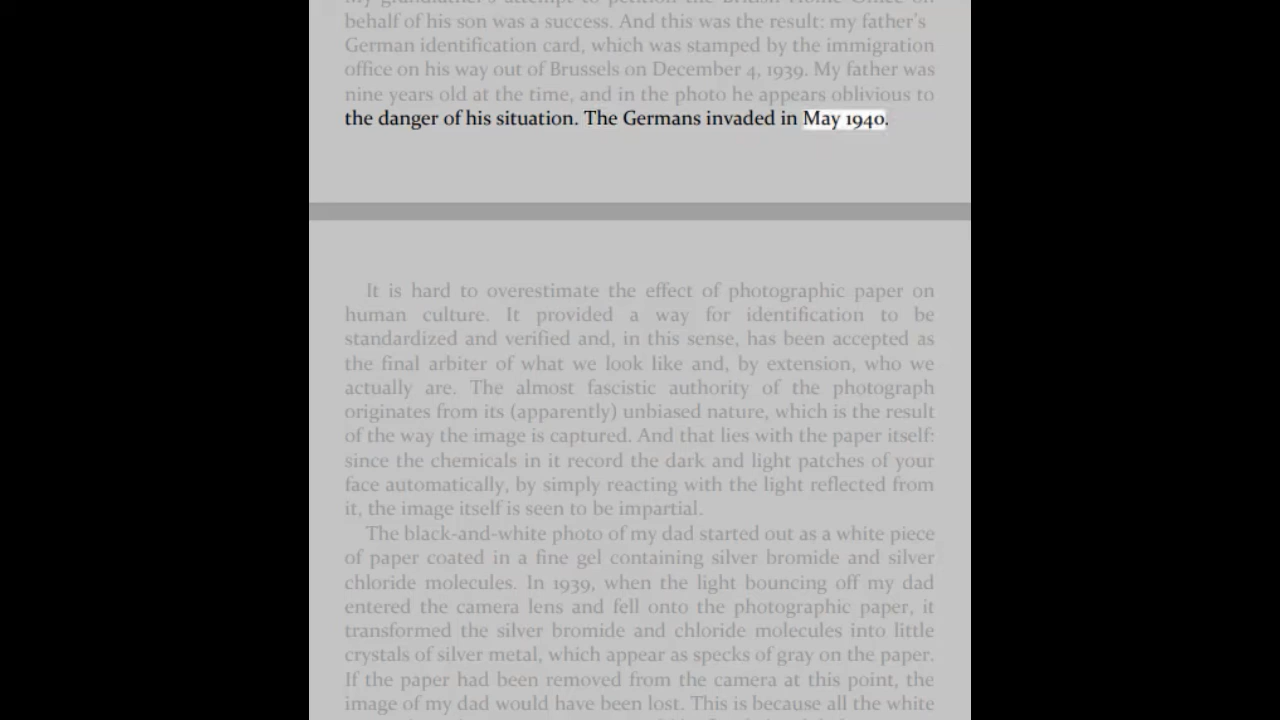 My grandfather's attempt to petition the British Home Office on
behalf of his son was a success. And this was the result: my father's
German identification card, which was stamped by the immigration
office on his way out of Brussels on December 4, 1939. My father was
nine years old at the time, and in the photo he appears oblivious to
the danger of his situation. The Germans invaded in May 1940.
It is hard to overestimate the effect of photographic paper on
human culture. It provided a way for identification to be
standardized and verified and, in this sense, has been accepted as
the final arbiter of what we look like and, by extension, who we
actually are. The almost fascistic authority of the photograph
originates from its (apparently) unbiased nature, which is the result
of the way the image is captured. And that lies with the paper itself:
since the chemicals in it record the dark and light patches of your
face automatically, by simply reacting with the light reflected from
it, the image itself is seen to be impartial.
The black-and-white photo of my dad started out as a white piece
of paper coated in a fine gel containing silver bromide and silver
chloride molecules. In 1939, when the light bouncing off my dad
entered the camera lens and fell onto the photographic paper, it
transformed the silver bromide and chloride molecules into little
crystals of silver metal, which appear as specks of gray on the paper.
If the paper had been removed from the camera at this point, the
image of my dad would have been lost. This is because all the white